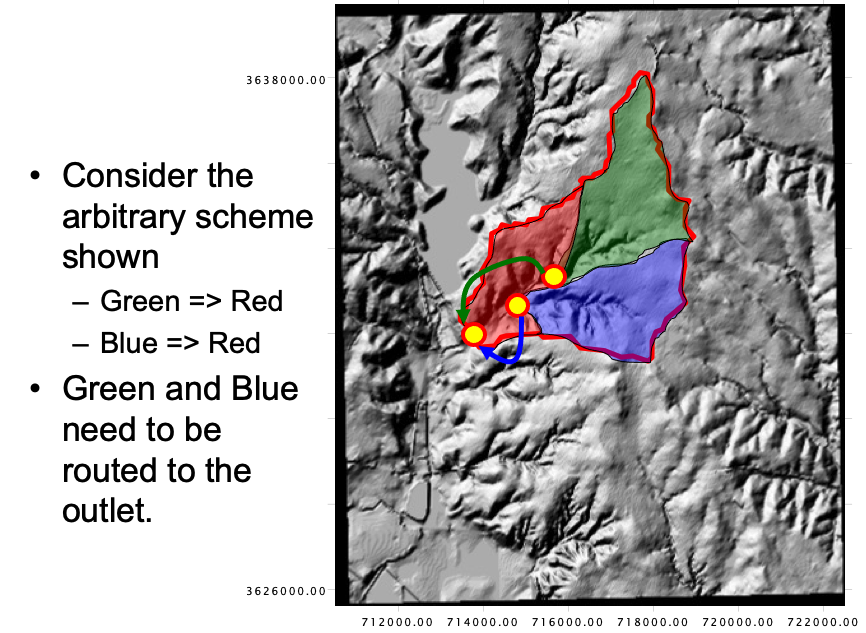 3638000.00
• Consider the
arbitrary scheme
shown
– Green => Red
– Blue => Red
• Green and Blue
need to be
routed to the
outlet.
3626000.00
712000.00 714000.00 716000.00 718000.00 720000.00 722000.00